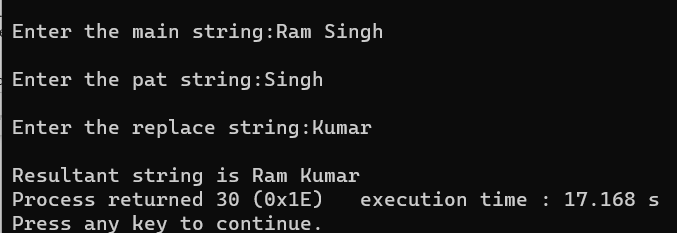 Enter the main string:Ram Singh
Enter the pat string:Singh
Enter the replace string:Kumar
Resultant string is Ram Kumar
Process returned 30 (0x1E)   execution time : 17.168 s
Press any key to continue.